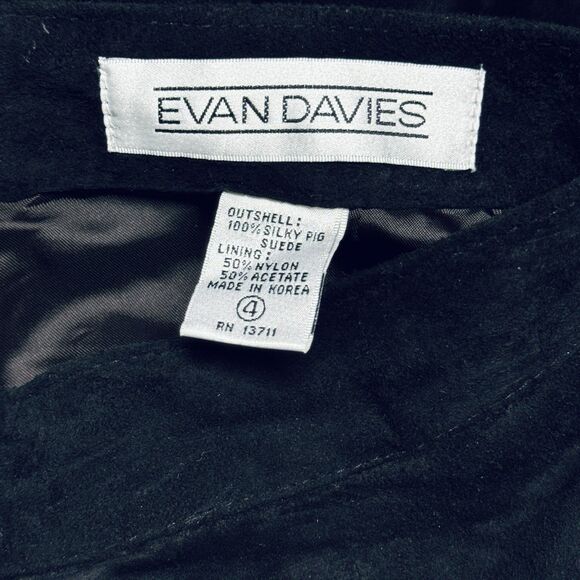 EVAN DAVIES
OUTSHELL:
100% SILKY PIG
SUEDE
LINING:
50% NYLON
50% ACETATE
MADE IN KOREA
4
RN 13711